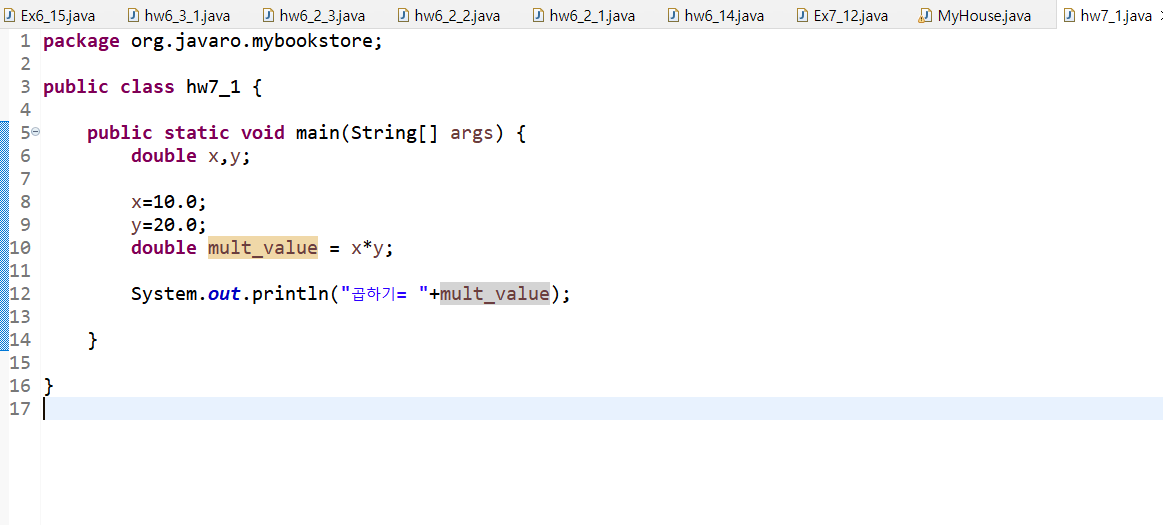 Ex6_15.java hw6_3_1.java hw6_2_3.java hw6_2_2.java hw6_2_1.java hw6_14.java Ex7_12.java MyHouse.java hw7_1.java
1 package org.javaro.mybookstore;
2
3 public class hw7_1 {
4
5 public static void main(String[] args) {
6 double x,y;
7
8 x=10.0;
9 y=20.0;
10 double mult_value = x*y;
11
12 System.out.println("곱하기= "+mult_value);
13
14 }
15
16 }
17